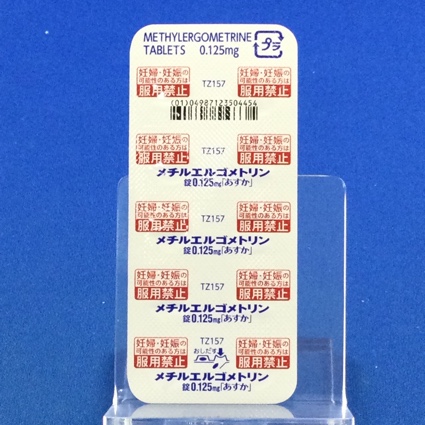 METHYLERGOMETRINE
TABLETS 0.125mg プラ
妊婦・妊娠の 妊婦・妊娠の
可能性のある方は TZ157 可能性のある方は
服用禁止 服用禁止
(01)04987123504454
妊婦・妊娠の 妊婦・妊娠の
可能性のある方は TZ157 可能性のある方は
服用禁止 服用禁止
メチルエルゴメトリン
錠0.125mg「あすか」
妊婦・妊娠の 妊婦・妊娠の
可能性のある方は TZ157 可能性のある方は
服用禁止 服用禁止
メチルエルゴメトリン
錠0.125mg「あすか」
妊婦・妊娠の 妊婦・妊娠の
可能性のある方は TZ157 可能性のある方は
服用禁止 服用禁止
メチルエルゴメトリン
錠0.125mg「あすか」
妊婦・妊娠の TZ157 妊婦・妊娠の
可能性のある方は おしだす 可能性のある方は
服用禁止 服用禁止
メチルエルゴメトリン
錠0.125mg「あすか」